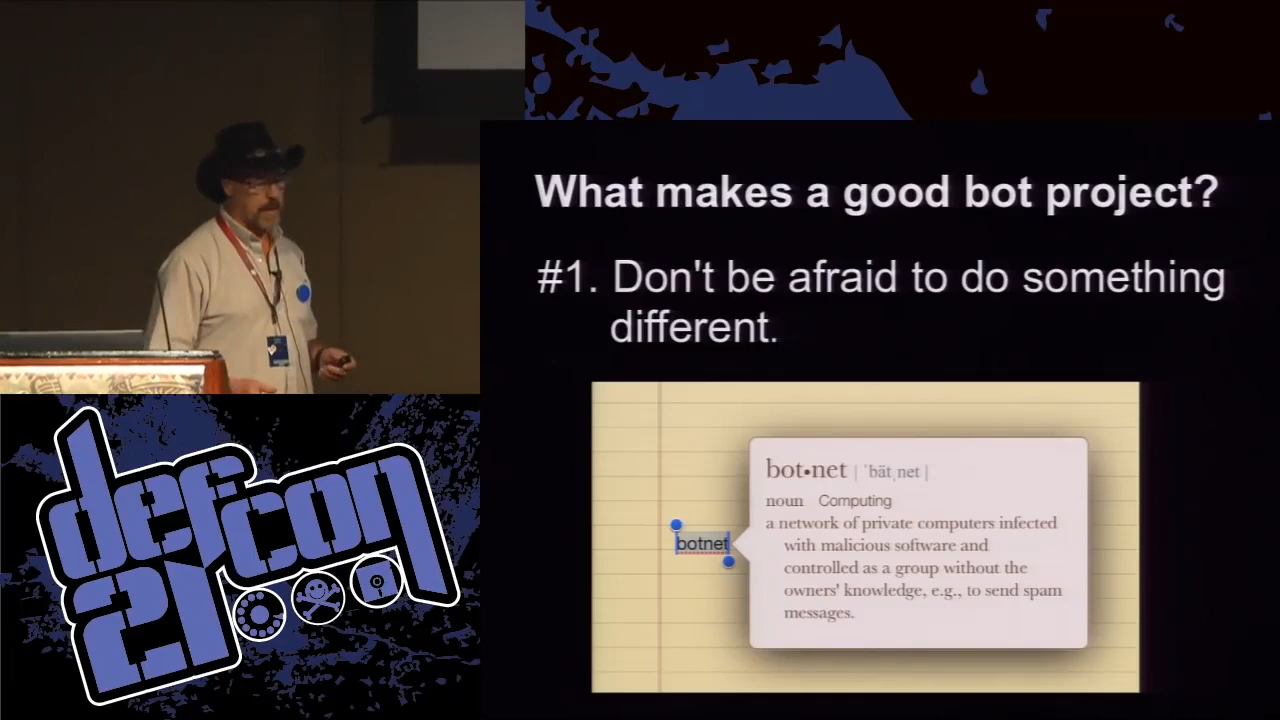 What makes a good bot project?
#1. Don't be afraid to do something
different.
bot•net | ˈbätˌnet |
noun Computing
a network of private computers infected
with malicious software and
controlled as a group without the
owners' knowledge, e.g., to send spam
messages.
botnet
defcon
21